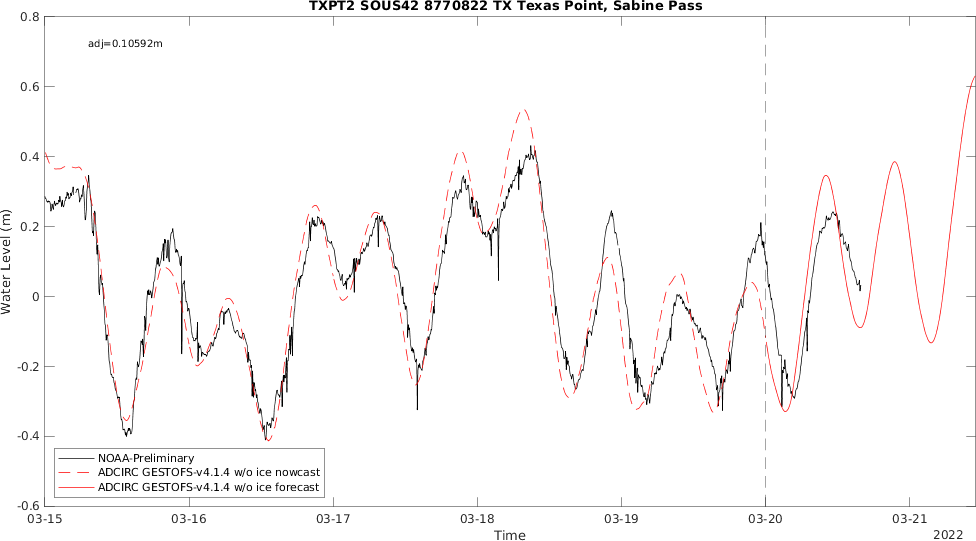 TXPT2 SOUS42 8770822 TX Texas Point, Sabine Pass
adj=0.10592m
0.8
0.6
0.4
0.2
0
-0.2
-0.4
-0.6
Water Level (m)
NOAA-Preliminary
ADCIRC GESTOFS-v4.1.4 w/o ice nowcast
ADCIRC GESTOFS-v4.1.4 w/o ice forecast
03-15 03-16 03-17 03-18 03-19 03-20 03-21
Time
2022